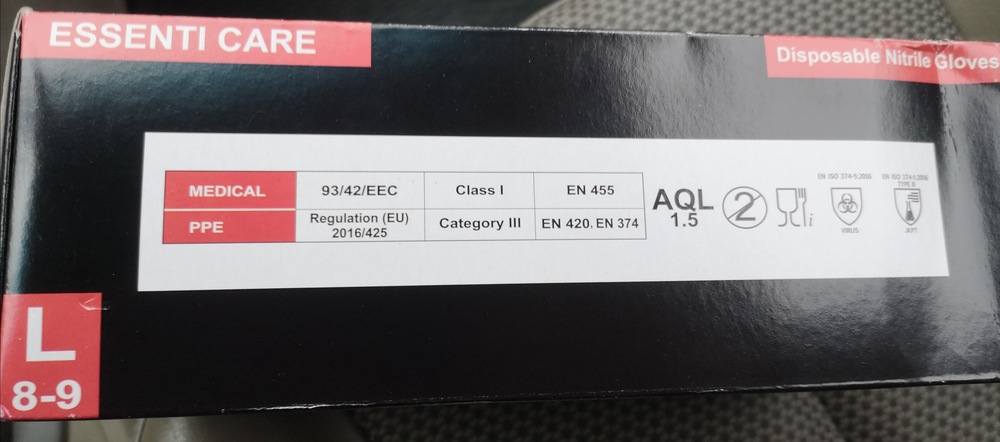 ESSENTI CARE
Disposable Nitrile Gloves
MEDICAL 93/42/EEC Class I EN 455
PPE Regulation (EU) 2016/425 Category III EN 420, EN 374
AQL
1.5
2
i
EN ISO 374-5:2016
VIRUS
EN ISO 374-1:2016
TYPE B
JKPT
L
8-9